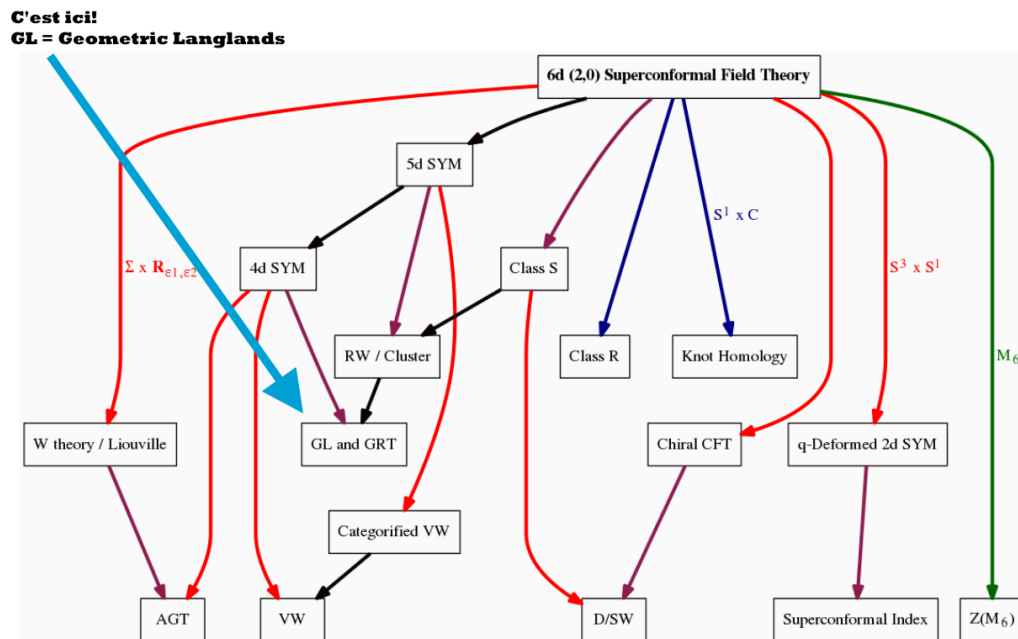 C'est ici!
GL = Geometric Langlands
6d (2,0) Superconformal Field Theory
5d SYM
S¹ x C
4d SYM
Class S
Σ x R_ε1,ε2
S³ x S¹
RW / Cluster
Class R
Knot Homology
M₆
W theory / Liouville
GL and GRT
Chiral CFT
q-Deformed 2d SYM
Categorified VW
AGT
VW
D/SW
Superconformal Index
Z(M₆)